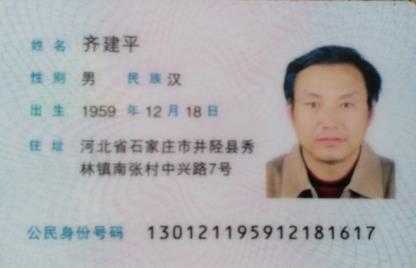 姓名 齐建平
性别 男 民族 汉
出生 1959 年 12 月 18 日
住址 河北省石家庄市井陉县秀
林镇南张村中兴路7号
公民身份号码 130121195912181617